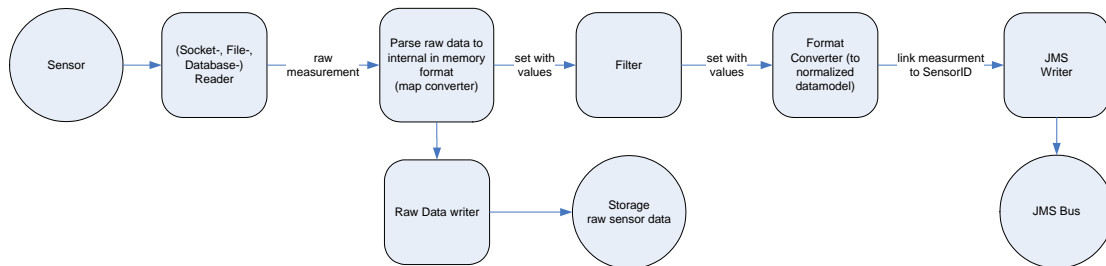 Sensor
(Socket-, File-,
Database-)
Reader
raw
measurement
Parse raw data to
internal in memory
format
(map converter)
set with
values
Filter
set with
values
Format
Converter (to
normalized
datamodel)
link measurment
to SensorID
JMS
Writer
Raw Data writer
Storage
raw sensor data
JMS Bus